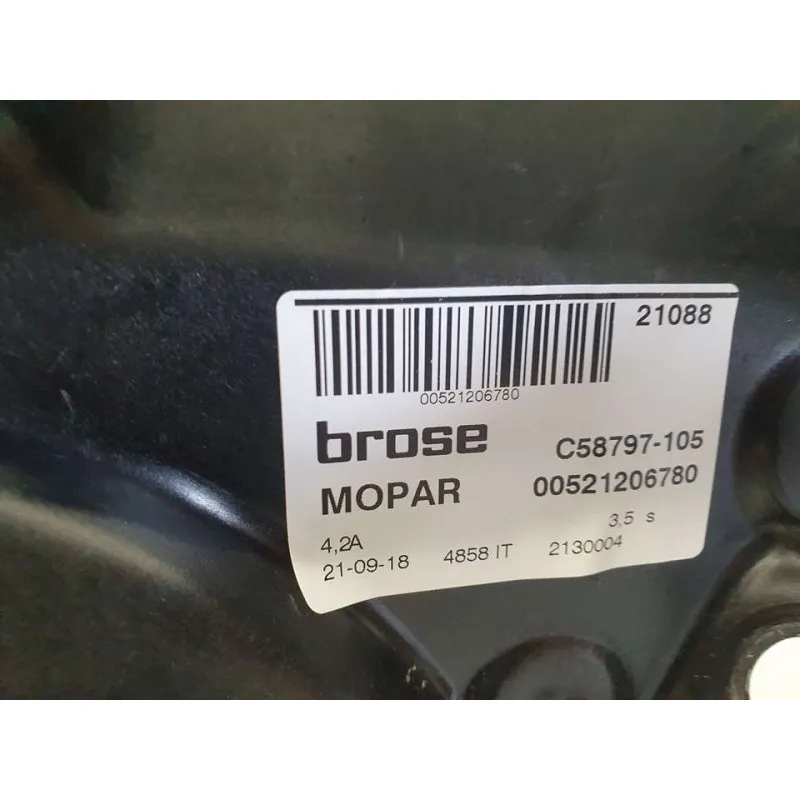 21088
00521206780
brose C58797-105
MOPAR 00521206780
4,2A 3,5 s
21-09-18 4858 IT 2130004